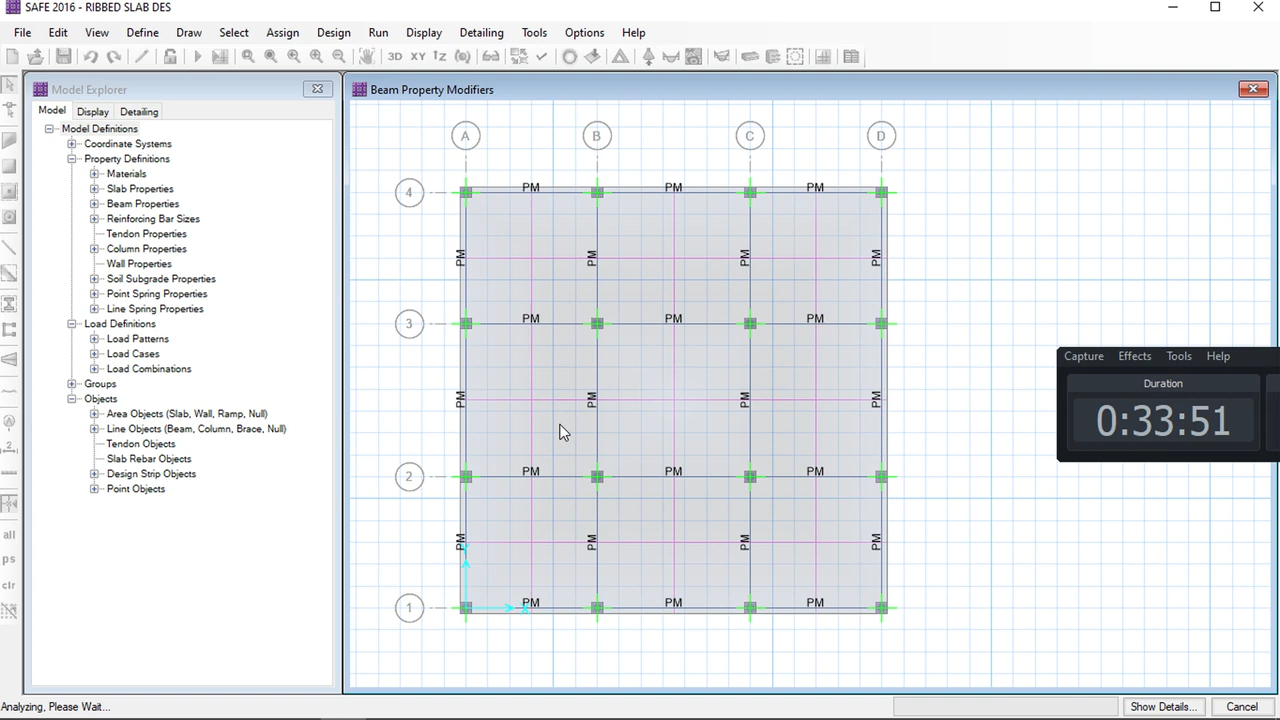 SAFE 2016 - RIBBED SLAB DES
File Edit View Define Draw Select Assign Design Run Display Detailing Tools Options Help
3D XY YZ
Model Explorer
Model Display Detailing
Model Definitions
Coordinate Systems
Property Definitions
Materials
Slab Properties
Beam Properties
Reinforcing Bar Sizes
Tendon Properties
Column Properties
Wall Properties
Soil Subgrade Properties
Point Spring Properties
Line Spring Properties
Load Definitions
Load Patterns
Load Cases
Load Combinations
Groups
Objects
Area Objects (Slab, Wall, Ramp, Null)
Line Objects (Beam, Column, Brace, Null)
Tendon Objects
Slab Rebar Objects
Design Strip Objects
Point Objects
all
ps
clr
Beam Property Modifiers
A B C D
4 PM PM PM
PM PM PM PM
3 PM PM PM
PM PM PM PM
2 PM PM PM
PM PM PM PM
1 PM PM PM
Capture Effects Tools Help
Duration
0:33:51
Analyzing, Please Wait...
Show Details...
Cancel